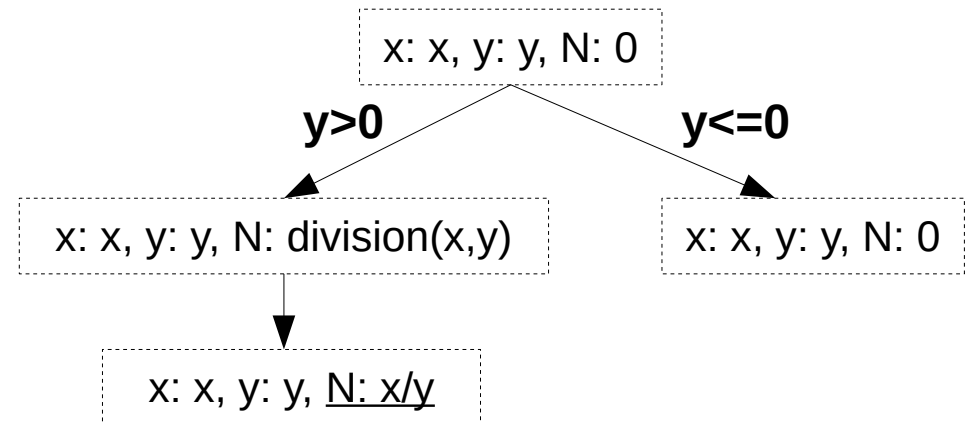 x: x, y: y, N: 0
y>0
y<=0
x: x, y: y, N: division(x,y)
x: x, y: y, N: 0
x: x, y: y, N: x/y